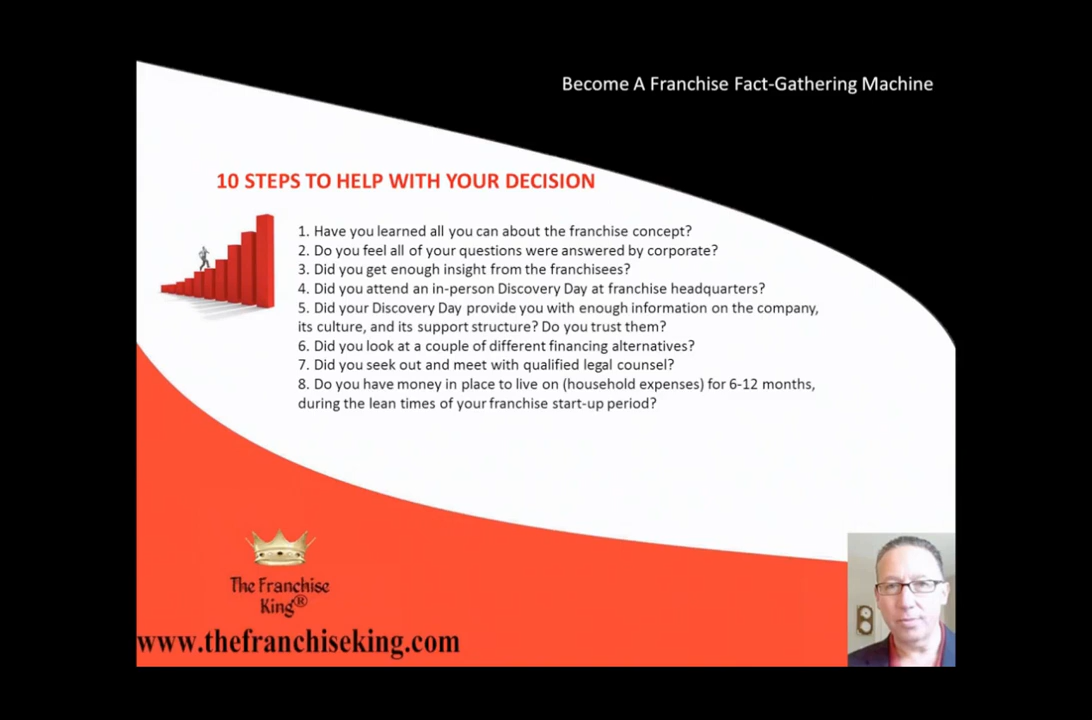 Become A Franchise Fact-Gathering Machine
10 STEPS TO HELP WITH YOUR DECISION
1. Have you learned all you can about the franchise concept?
2. Do you feel all of your questions were answered by corporate?
3. Did you get enough insight from the franchisees?
4. Did you attend an in-person Discovery Day at franchise headquarters?
5. Did your Discovery Day provide you with enough information on the company,
its culture, and its support structure? Do you trust them?
6. Did you look at a couple of different financing alternatives?
7. Did you seek out and meet with qualified legal counsel?
8. Do you have money in place to live on (household expenses) for 6-12 months,
during the lean times of your franchise start-up period?
The Franchise
King®
www.thefranchiseking.com